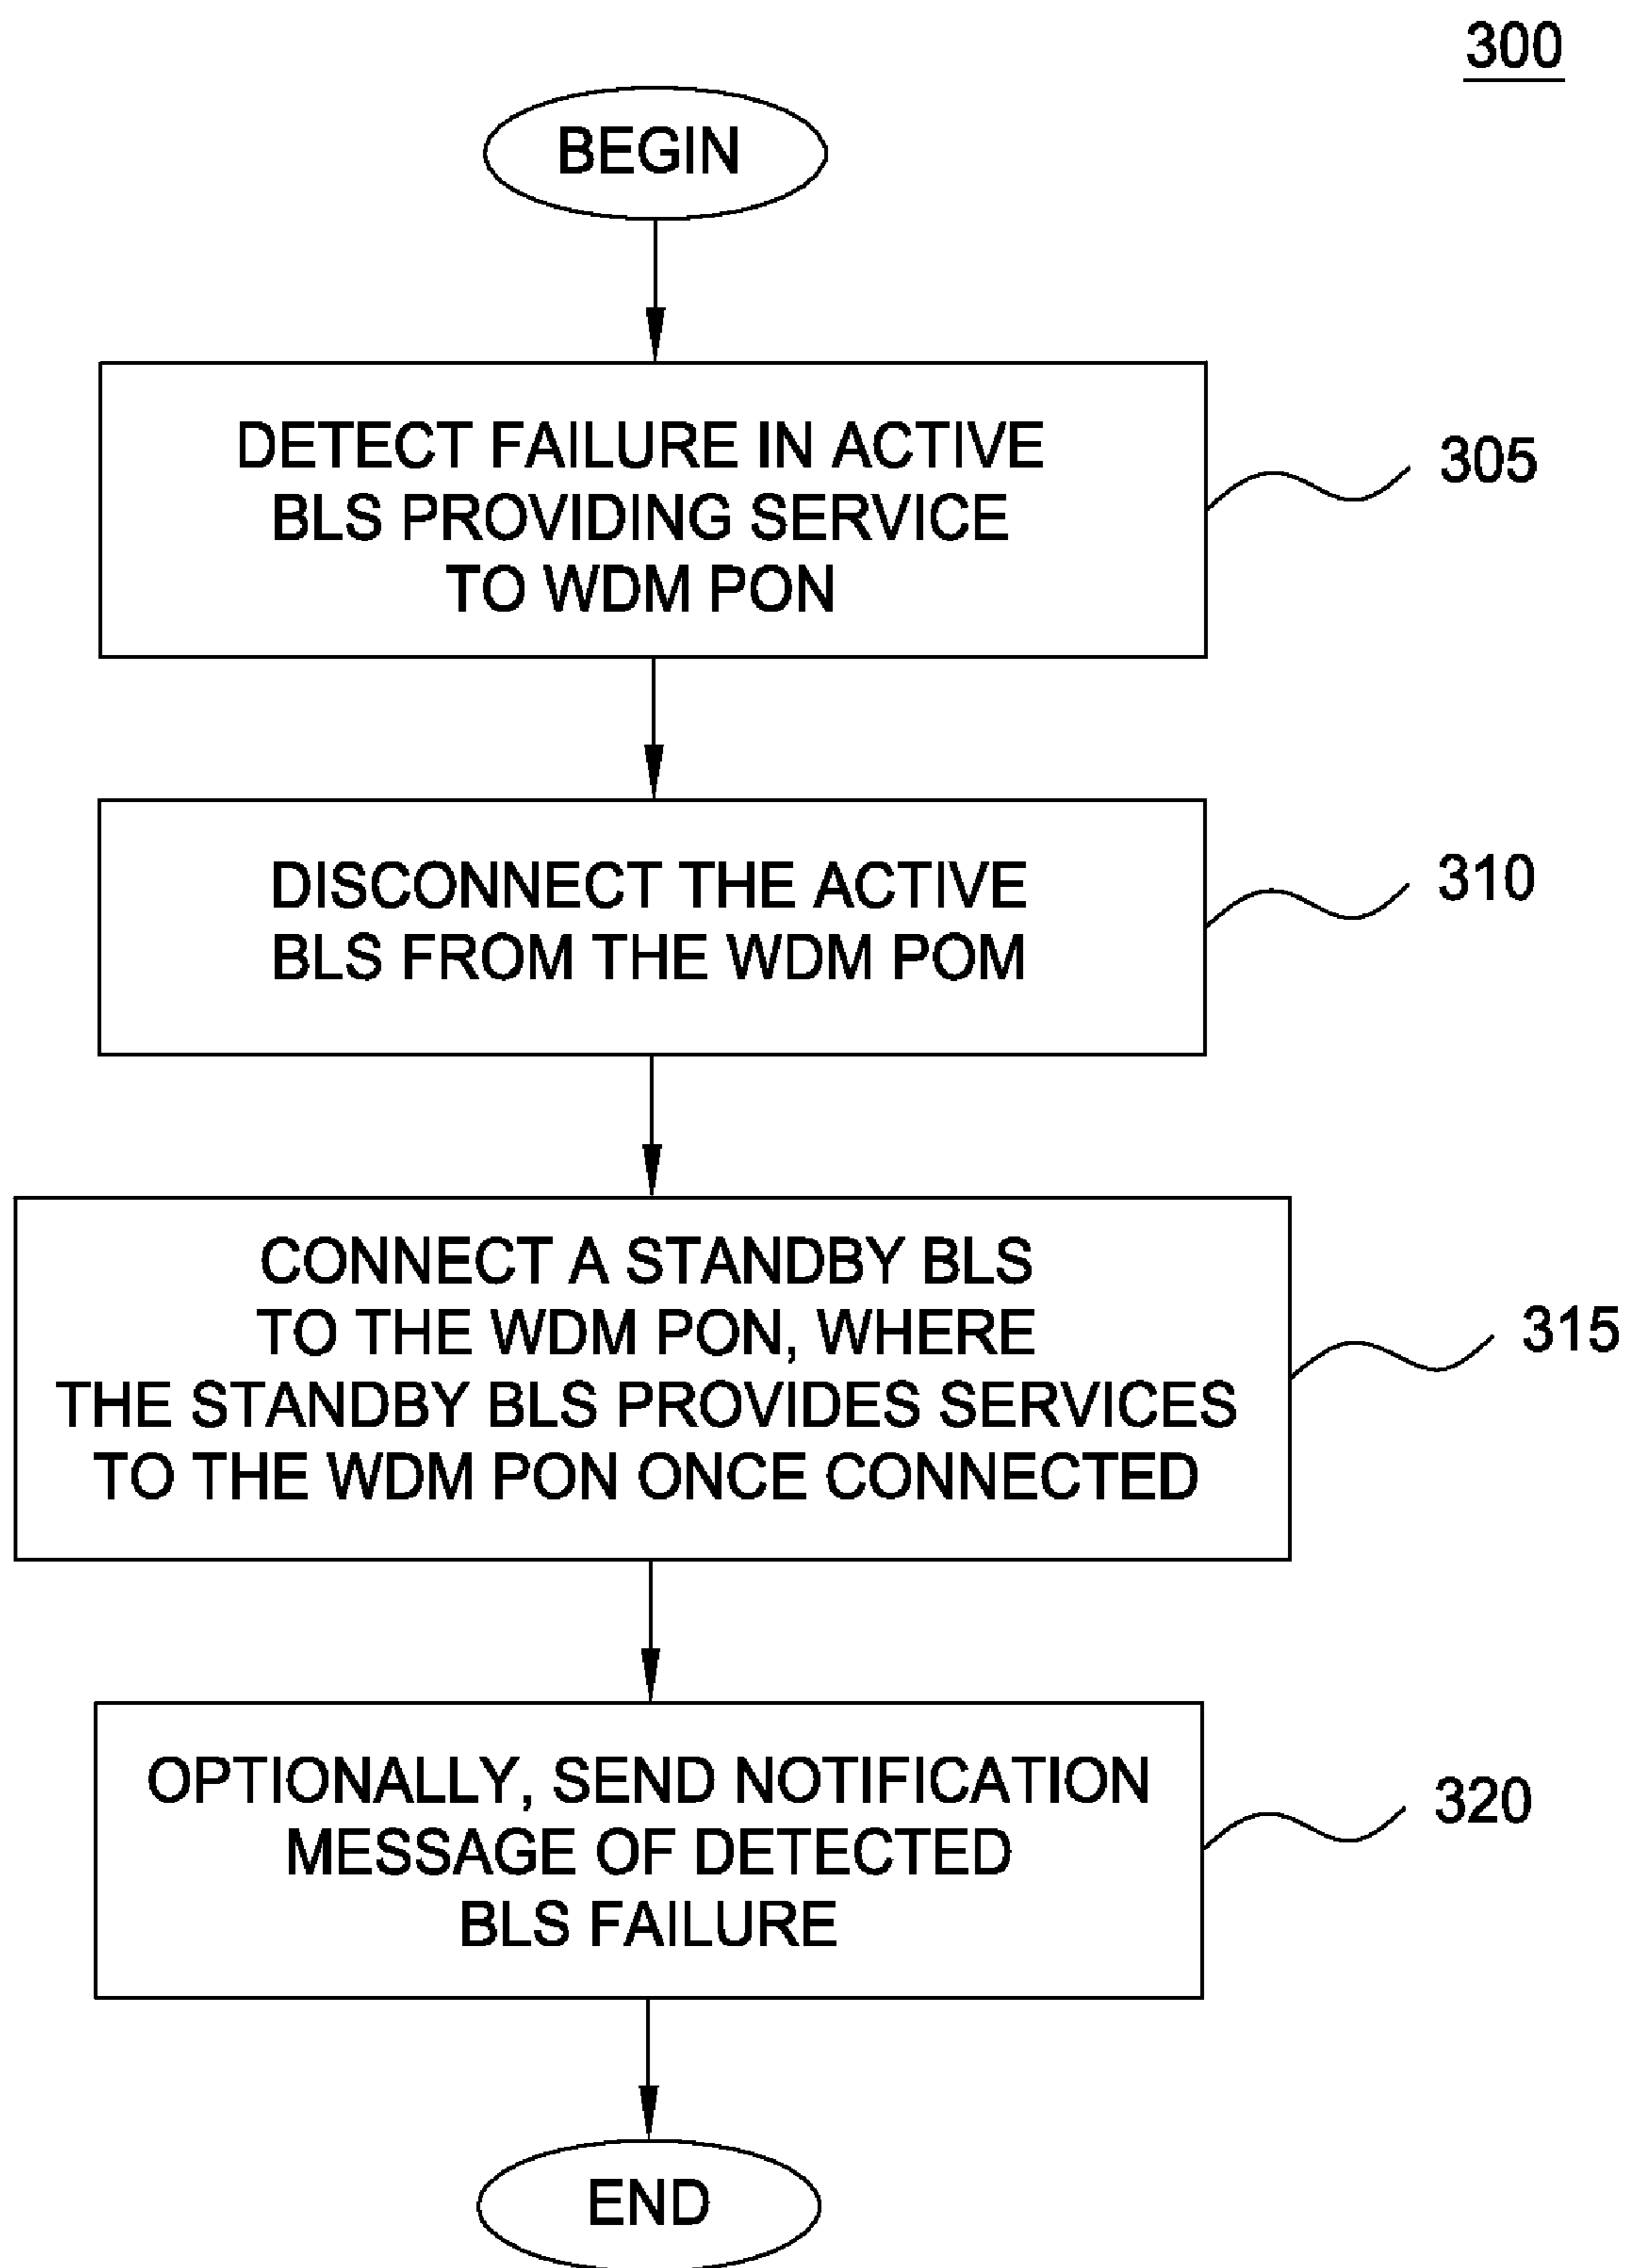 300
BEGIN
DETECT FAILURE IN ACTIVE
BLS PROVIDING SERVICE
TO WDM PON
305
DISCONNECT THE ACTIVE
BLS FROM THE WDM POM
310
CONNECT A STANDBY BLS
TO THE WDM PON, WHERE
THE STANDBY BLS PROVIDES SERVICES
TO THE WDM PON ONCE CONNECTED
315
OPTIONALLY, SEND NOTIFICATION
MESSAGE OF DETECTED
BLS FAILURE
320
END